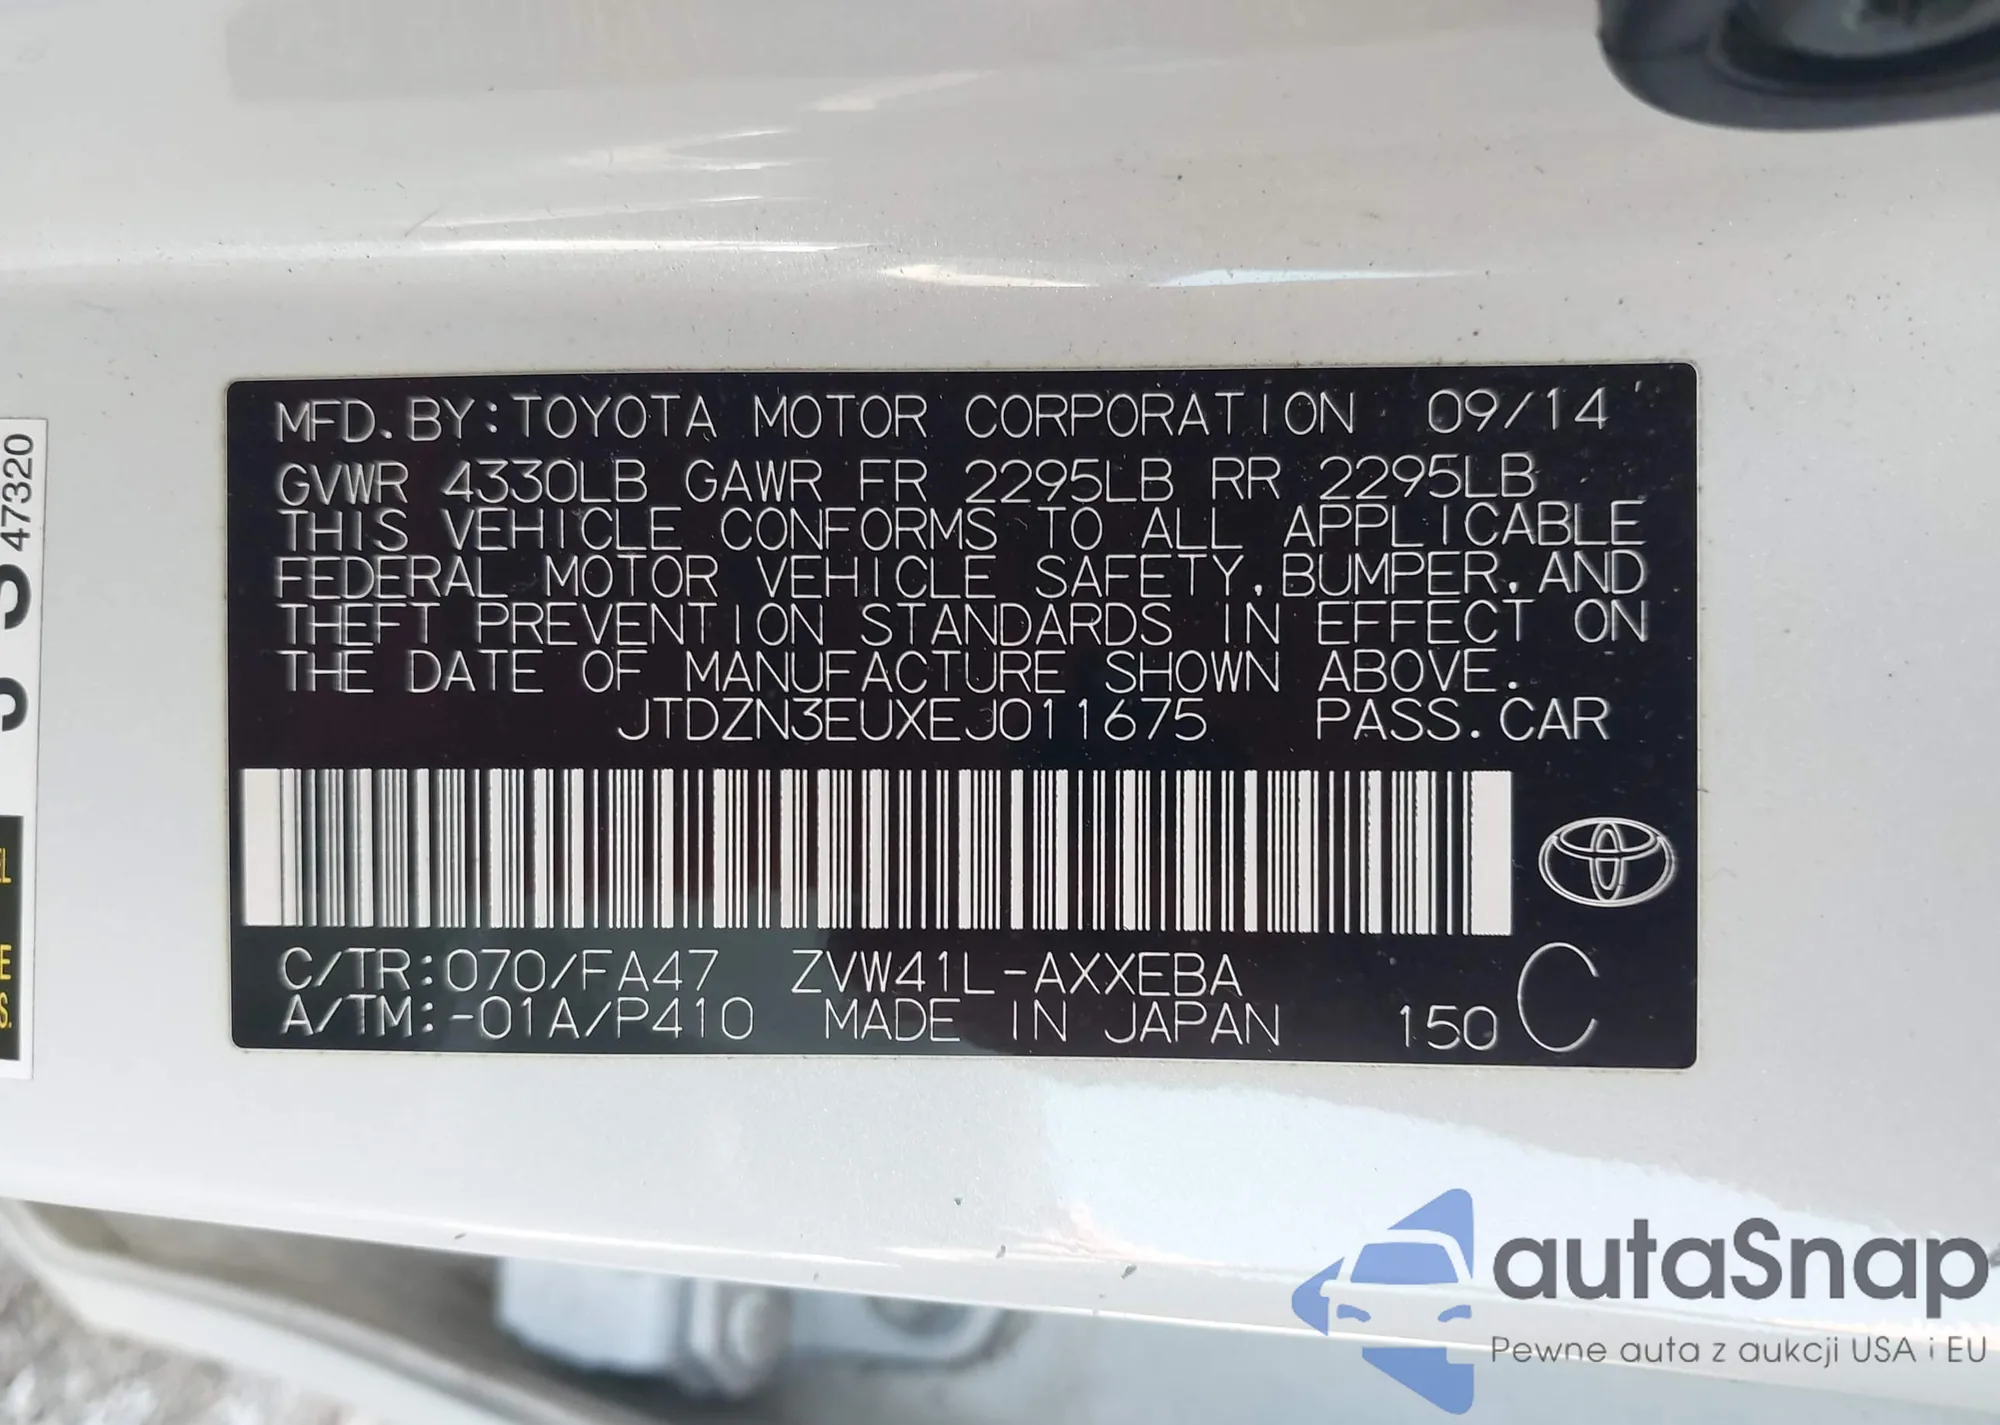 MFD.BY:TOYOTA MOTOR CORPORATION 09/14
GVWR 4330LB GAWR FR 2295LB RR 2295LB
THIS VEHICLE CONFORMS TO ALL APPLICABLE
FEDERAL MOTOR VEHICLE SAFETY,BUMPER,AND
THEFT PREVENTION STANDARDS IN EFFECT ON
THE DATE OF MANUFACTURE SHOWN ABOVE.
JTDZN3EUXEJ011675 PASS.CAR
C/TR:070/FA47 ZVW41L-AXXEBA
A/TM:-01A/P410 MADE IN JAPAN 150 C
47320
autaSnap
Pewne auta z aukcji USA i EU